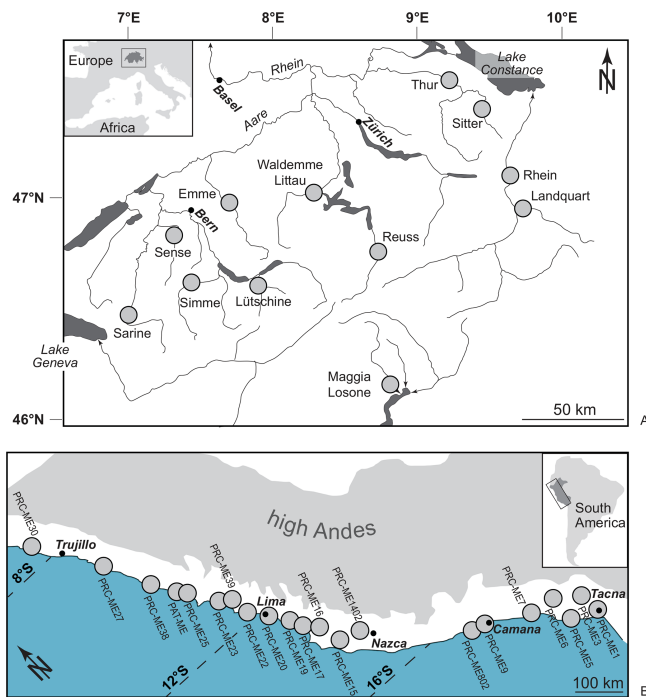 7°E 8°E 9°E 10°E
Europe
Africa
Basel
Rhein
Aare
Zürich
Thur
Sitter
Lake
Constance
N
47°N
Emme
Bern
Waldemme
Littau
Rhein
Landquart
Reuss
Sense
Simme
Lütschine
Sarine
Lake
Geneva
Maggia
Losone
46°N
50 km
A
PRC-ME30
Trujillo
high Andes
South
America
8°S
PRC-ME27
PRC-ME38
PAT-ME
PRC-ME25
PRC-ME23
PRC-ME39
PRC-ME22
Lima
PRC-ME20
PRC-ME19
PRC-ME17
PRC-ME16
PRC-ME15
PRC-ME1402
Nazca
PRC-ME802
PRC-ME9
Camana
PRC-ME7
PRC-ME6
PRC-ME5
PRC-ME3
PRC-ME1
Tacna
N
12°S
16°S
100 km
B